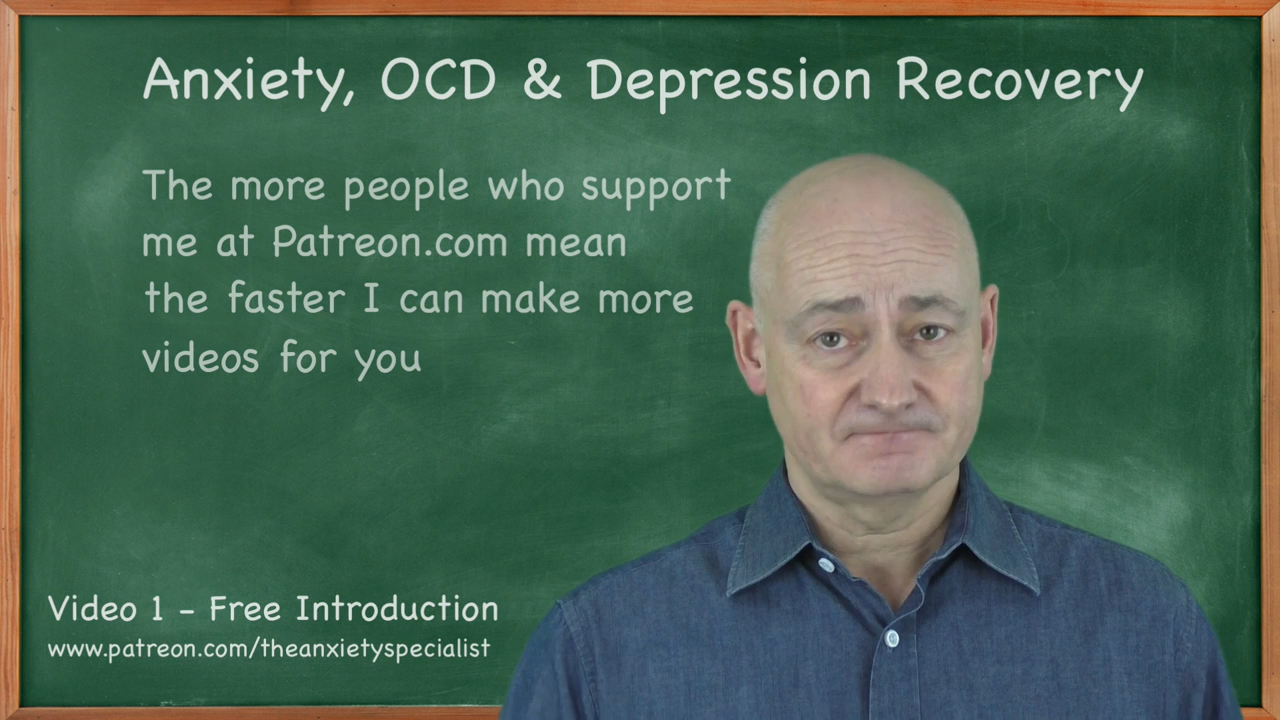 Anxiety, OCD & Depression Recovery
The more people who support
me at Patreon.com mean
the faster I can make more
videos for you
Video 1 - Free Introduction
www.patreon.com/theanxietyspecialist